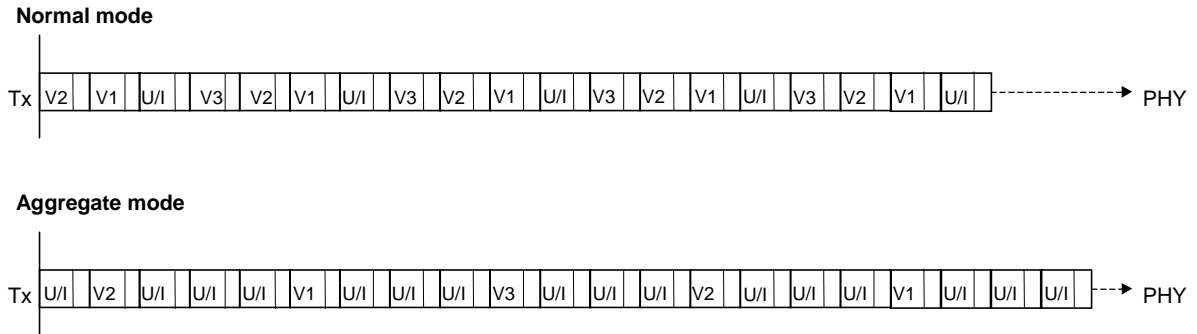 Normal mode
Tx V2 V1 U/I V3 V2 V1 U/I V3 V2 V1 U/I V3 V2 V1 U/I V3 V2 V1 U/I PHY
Aggregate mode
Tx U/I V2 U/I U/I U/I V1 U/I U/I U/I V3 U/I U/I U/I V2 U/I U/I U/I V1 U/I U/I U/I PHY